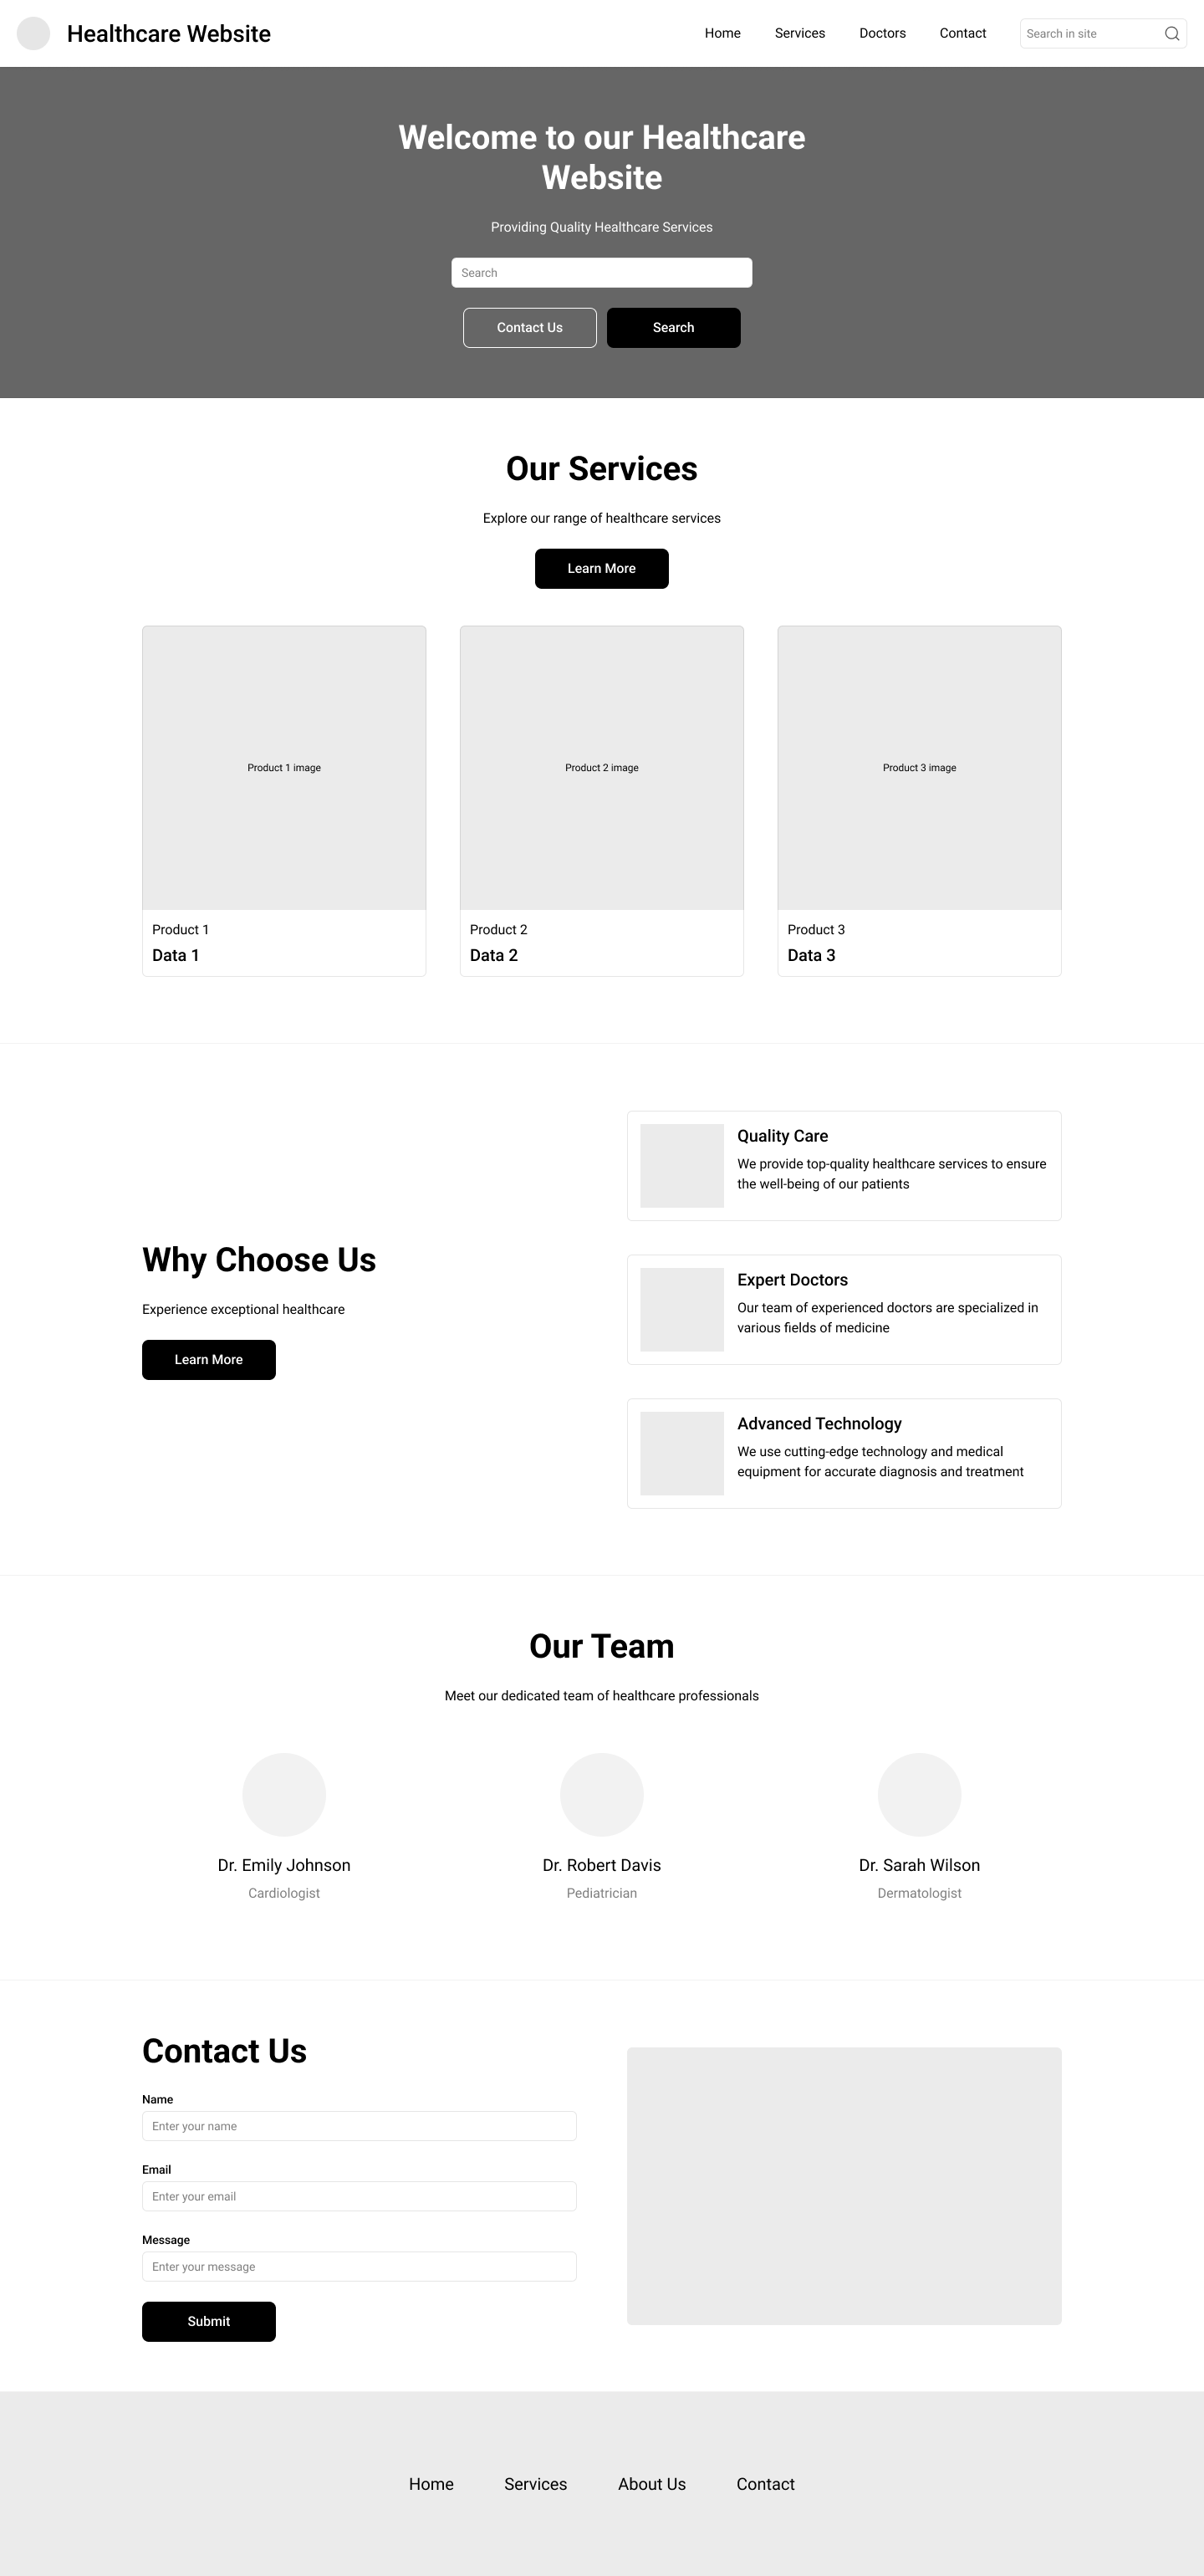 Healthcare Website
Home
Services
Doctors
Contact
Search in site
Welcome to our Healthcare
Website
Providing Quality Healthcare Services
Search
Contact Us
Search
Our Services
Explore our range of healthcare services
Learn More
Product 1 image
Product 1
Data 1
Product 2 image
Product 2
Data 2
Product 3 image
Product 3
Data 3
Why Choose Us
Experience exceptional healthcare
Learn More
Quality Care
We provide top-quality healthcare services to ensure
the well-being of our patients
Expert Doctors
Our team of experienced doctors are specialized in
various fields of medicine
Advanced Technology
We use cutting-edge technology and medical
equipment for accurate diagnosis and treatment
Our Team
Meet our dedicated team of healthcare professionals
Dr. Emily Johnson
Cardiologist
Dr. Robert Davis
Pediatrician
Dr. Sarah Wilson
Dermatologist
Contact Us
Name
Enter your name
Email
Enter your email
Message
Enter your message
Submit
Home
Services
About Us
Contact